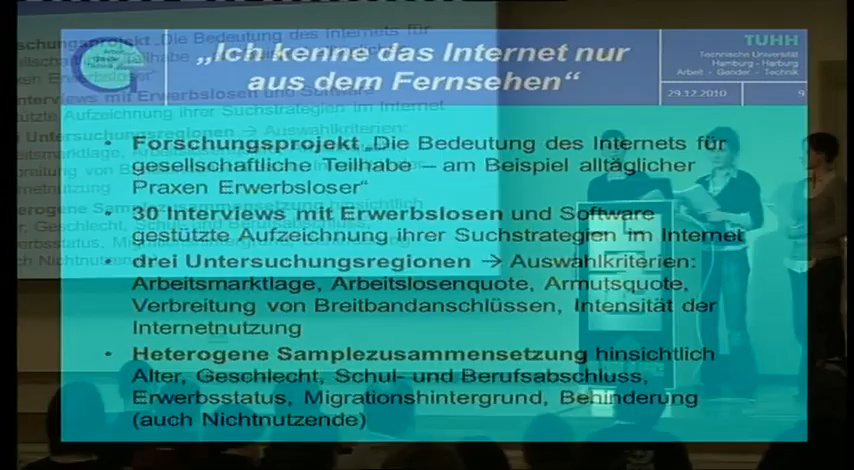 „Ich kenne das Internet nur
aus dem Fernsehen“
TUHH
Technische Universität
Hamburg - Harburg
Arbeit - Gender - Technik
29.12.2010 9
• Forschungsprojekt „Die Bedeutung des Internets für
gesellschaftliche Teilhabe – am Beispiel alltäglicher
Praxen Erwerbsloser“
• 30 Interviews mit Erwerbslosen und Software
gestützte Aufzeichnung ihrer Suchstrategien im Internet
• drei Untersuchungsregionen → Auswahlkriterien:
Arbeitsmarktlage, Arbeitslosenquote, Armutsquote,
Verbreitung von Breitbandanschlüssen, Intensität der
Internetnutzung
• Heterogene Samplezusammensetzung hinsichtlich
Alter, Geschlecht, Schul- und Berufsabschluss,
Erwerbsstatus, Migrationshintergrund, Behinderung
(auch Nichtnutzende)